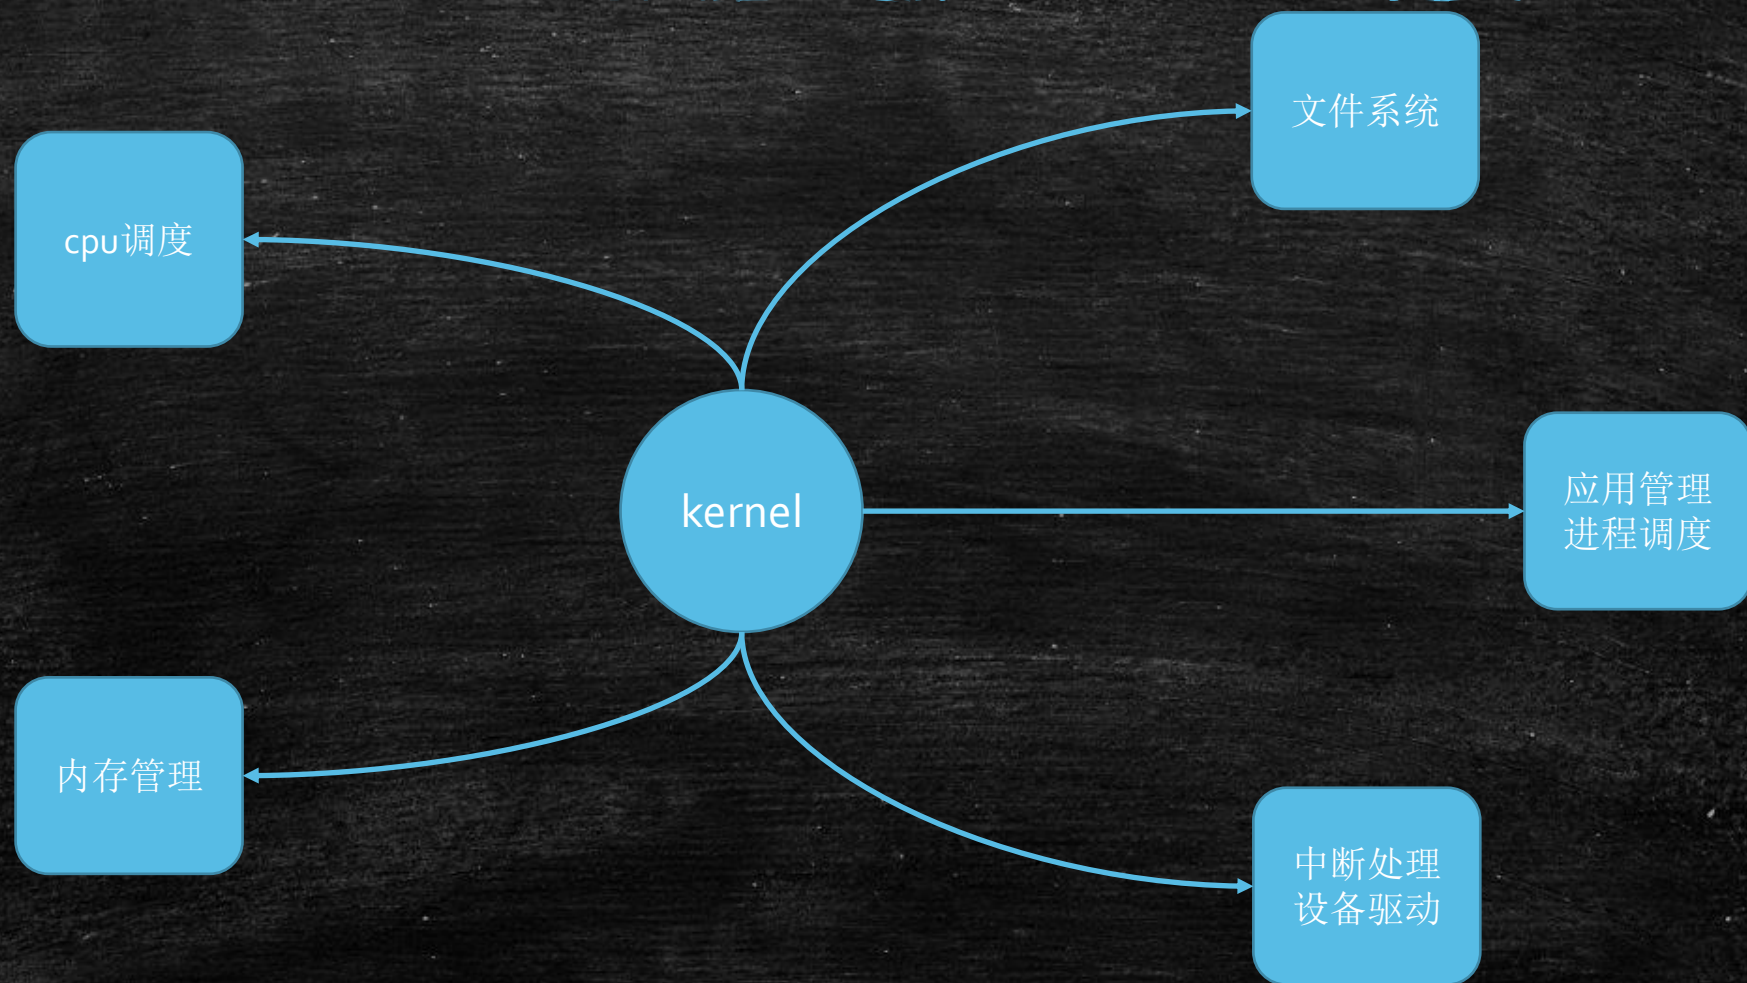 文件系统
cpu调度
kernel
应用管理
进程调度
内存管理
中断处理
设备驱动